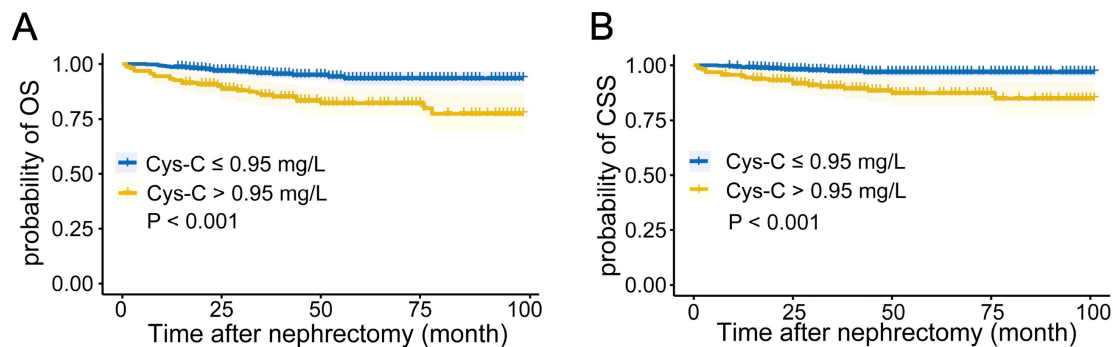 A
probability of OS
1.00
0.75
0.50
0.25
0.00
Cys-C ≤ 0.95 mg/L
Cys-C > 0.95 mg/L
P < 0.001
0 25 50 75 100
Time after nephrectomy (month)
B
probability of CSS
1.00
0.75
0.50
0.25
0.00
Cys-C ≤ 0.95 mg/L
Cys-C > 0.95 mg/L
P < 0.001
0 25 50 75 100
Time after nephrectomy (month)